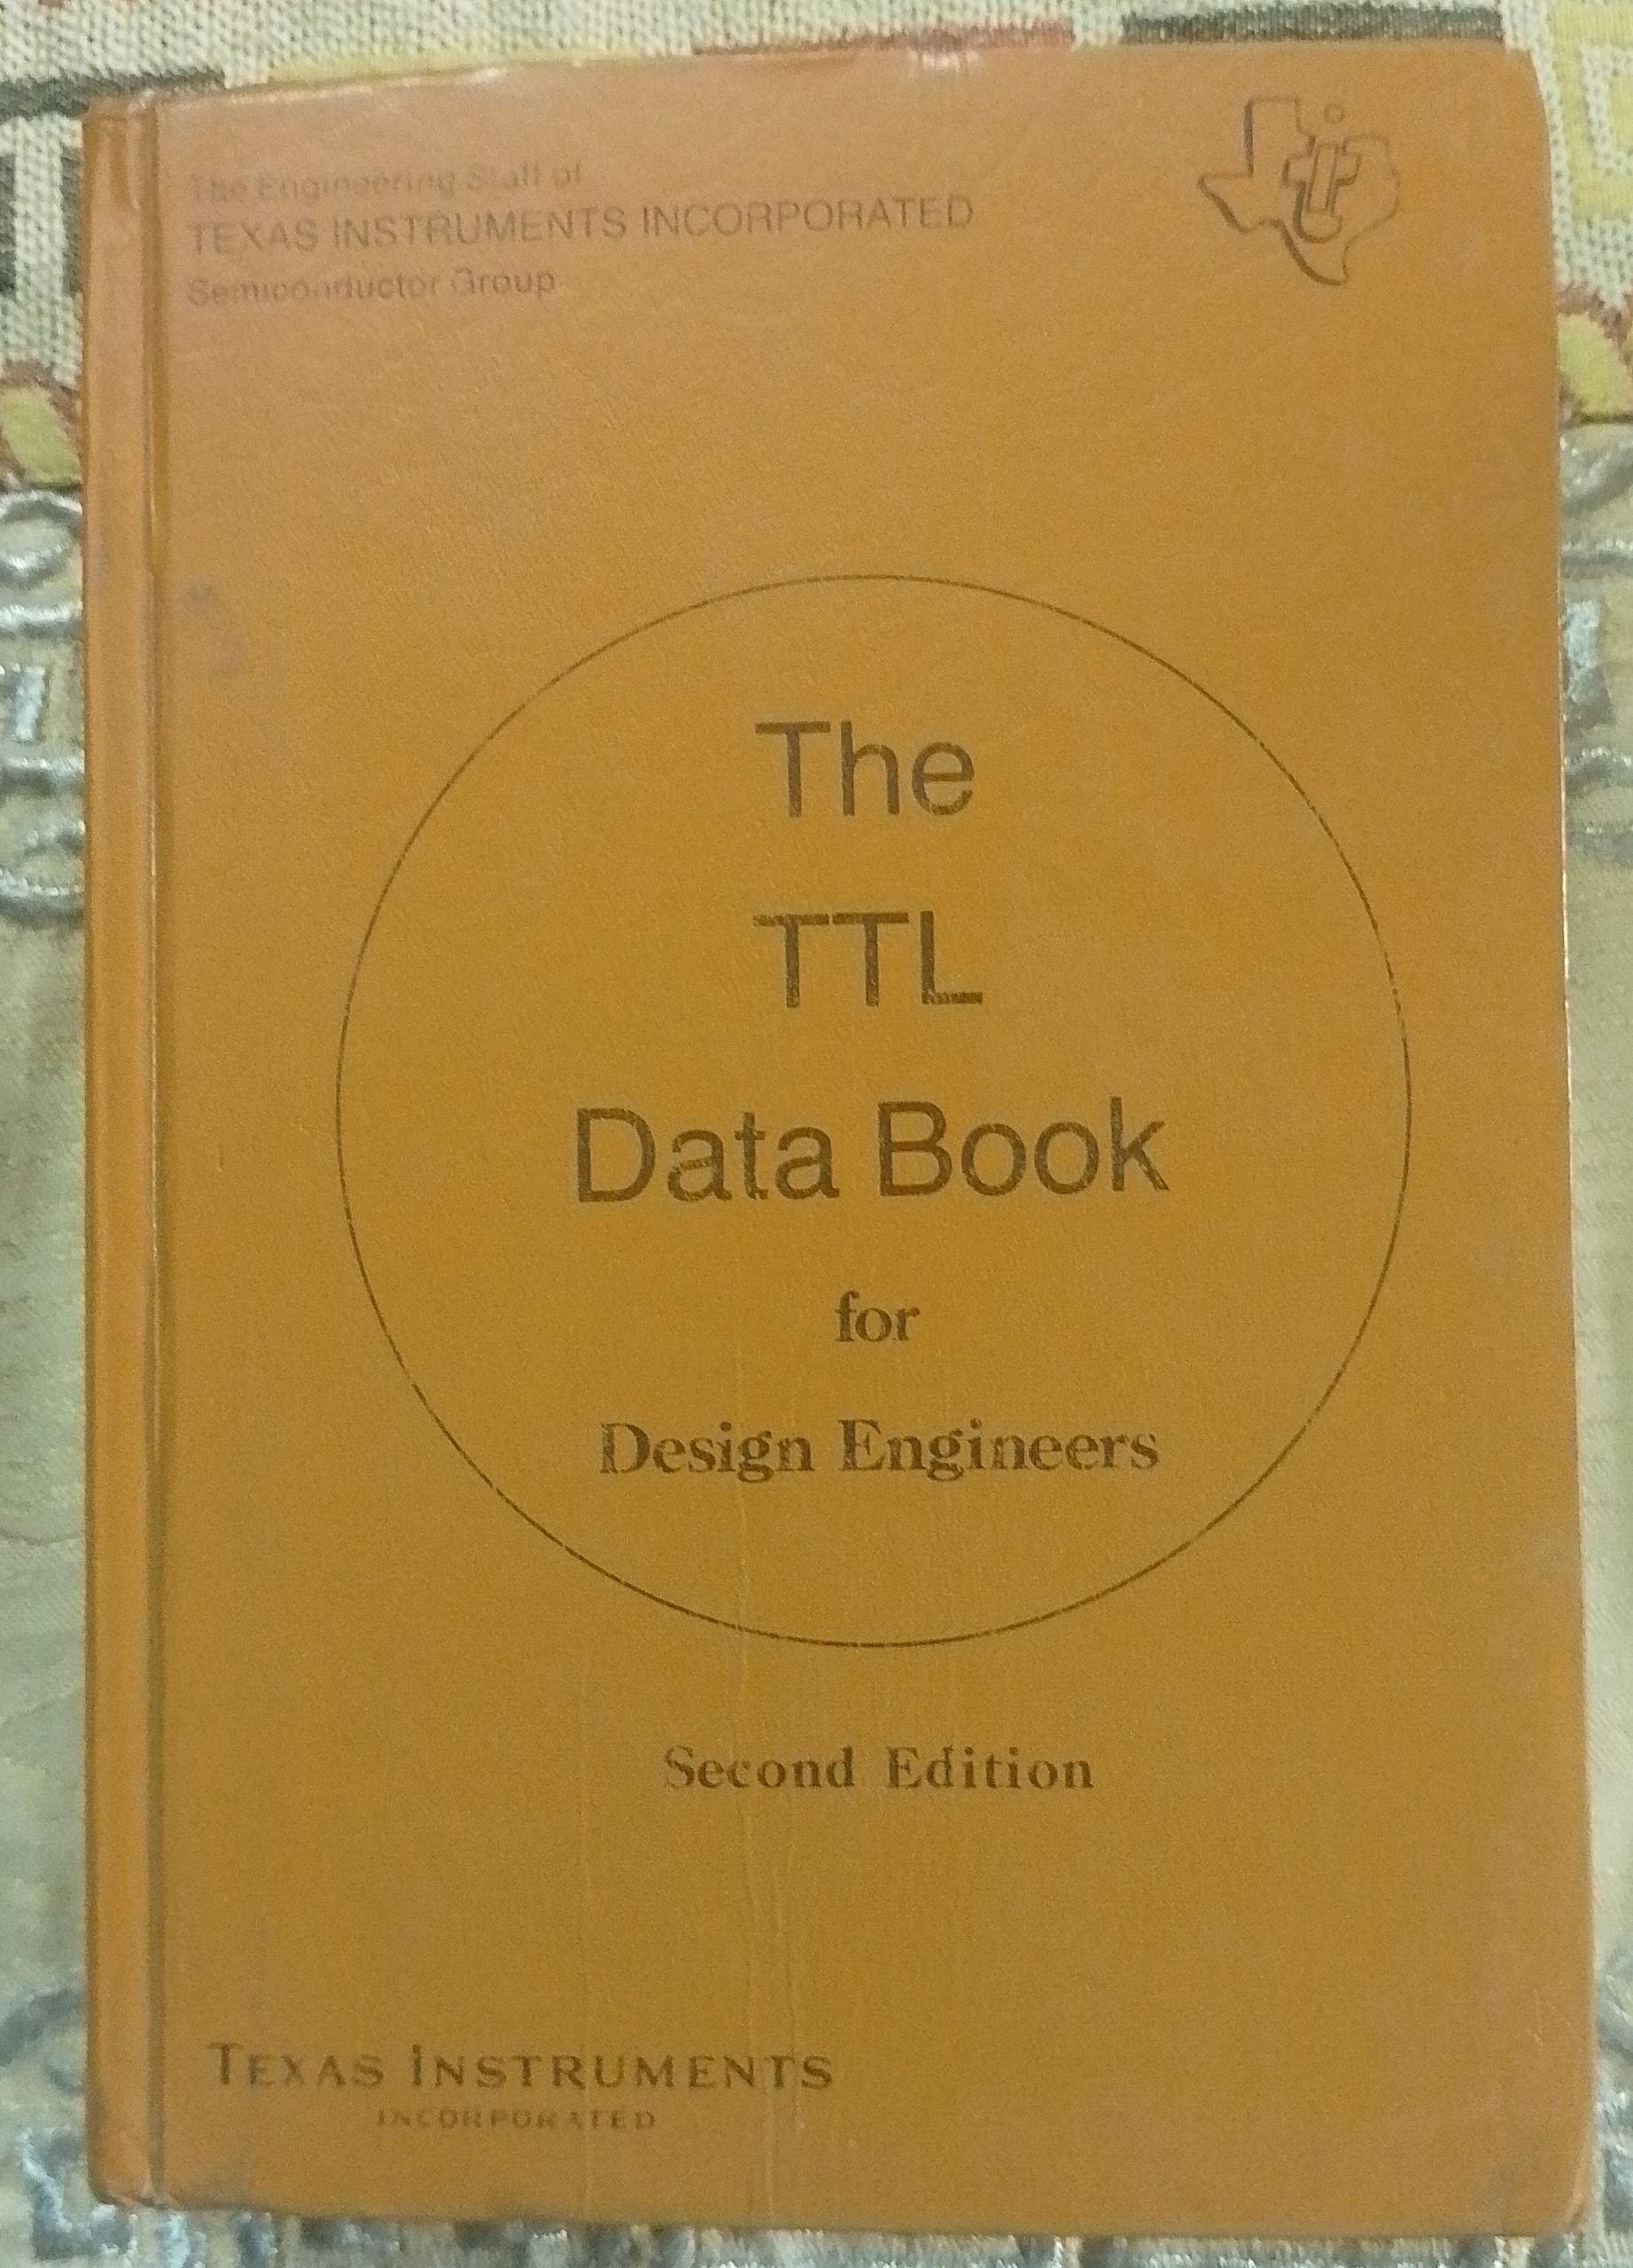 The Engineering Staff of
TEXAS INSTRUMENTS INCORPORATED
Semiconductor Group
The
TTL
Data Book
for
Design Engineers
Second Edition
TEXAS INSTRUMENTS
INCORPORATED